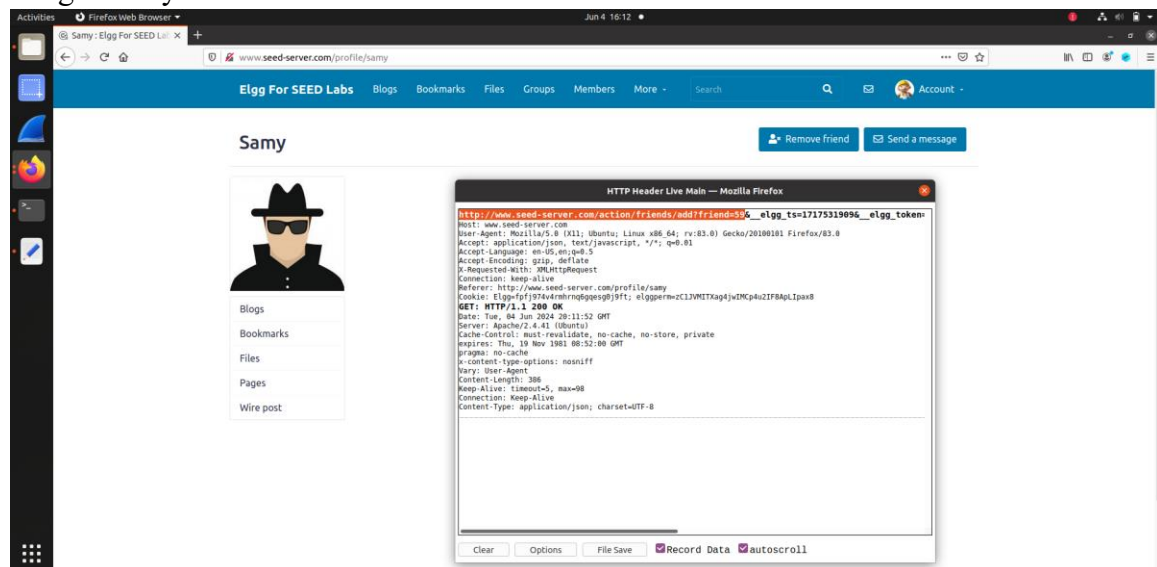 Activities Firefox Web Browser Jun 4 16:12
Samy : Elgg For SEED Lab
www.seed-server.com/profile/samy
Elgg For SEED Labs Blogs Bookmarks Files Groups Members More Search Account
Samy
Remove friend Send a message
Blogs
Bookmarks
Files
Pages
Wire post
HTTP Header Live Main — Mozilla Firefox
http://www.seed-server.com/action/friends/add?friend=59&__elgg_ts=1717531909&__elgg_token=
Host: www.seed-server.com
User-Agent: Mozilla/5.0 (X11; Ubuntu; Linux x86_64; rv:83.0) Gecko/20100101 Firefox/83.0
Accept: application/json, text/javascript, */*; q=0.01
Accept-Language: en-US,en;q=0.5
Accept-Encoding: gzip, deflate
X-Requested-With: XMLHttpRequest
Connection: keep-alive
Referer: http://www.seed-server.com/profile/samy
Cookie: Elgg=fpfj974v4rmhrnq6gqesg0j9ft; elggperm=zC1JVMITXag4jwIMCp4u2IF8ApLIpax8
GET: HTTP/1.1 200 OK
Date: Tue, 04 Jun 2024 20:11:52 GMT
Server: Apache/2.4.41 (Ubuntu)
Cache-Control: must-revalidate, no-cache, no-store, private
expires: Thu, 19 Nov 1981 08:52:00 GMT
pragma: no-cache
x-content-type-options: nosniff
Vary: User-Agent
Content-Length: 386
Keep-Alive: timeout=5, max=98
Connection: Keep-Alive
Content-Type: application/json; charset=UTF-8
Clear Options File Save Record Data autoscroll